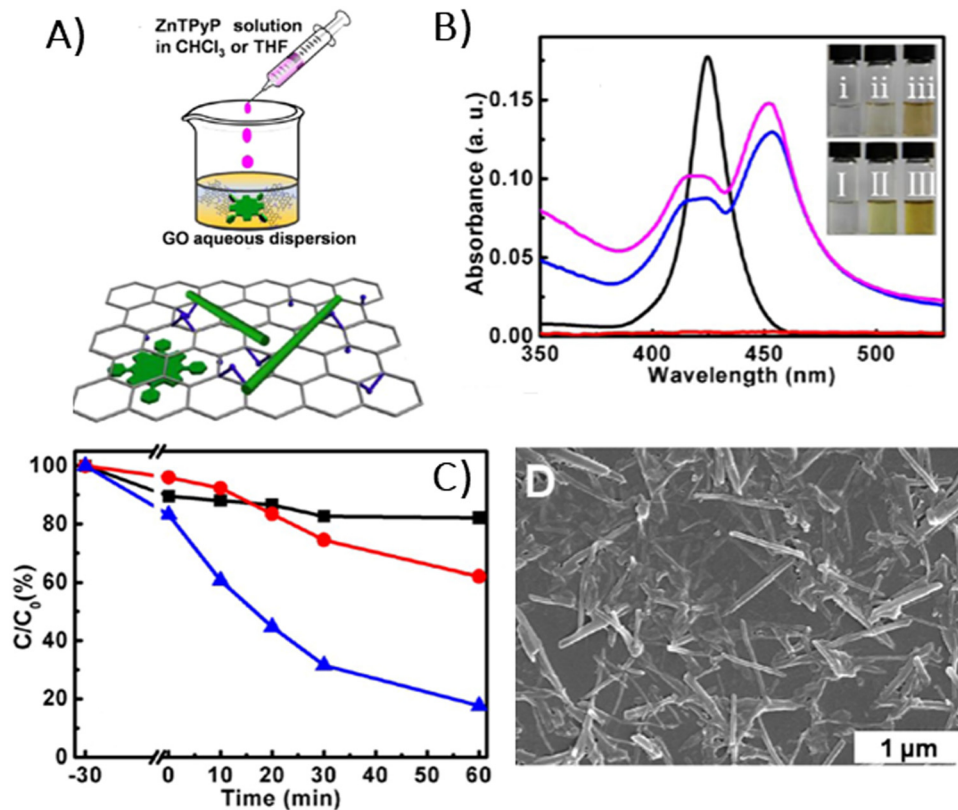 A)
ZnTPyP solution
in CHCl₃ or THF
GO aqueous dispersion
B)
Absorbance (a. u.)
0.15
0.10
0.05
0.00
350
400
450
500
Wavelength (nm)
i ii iii
I II III
C)
C/C₀(%)
100
80
60
40
20
0
-30
0
10
20
30
40
50
60
Time (min)
D
1 µm